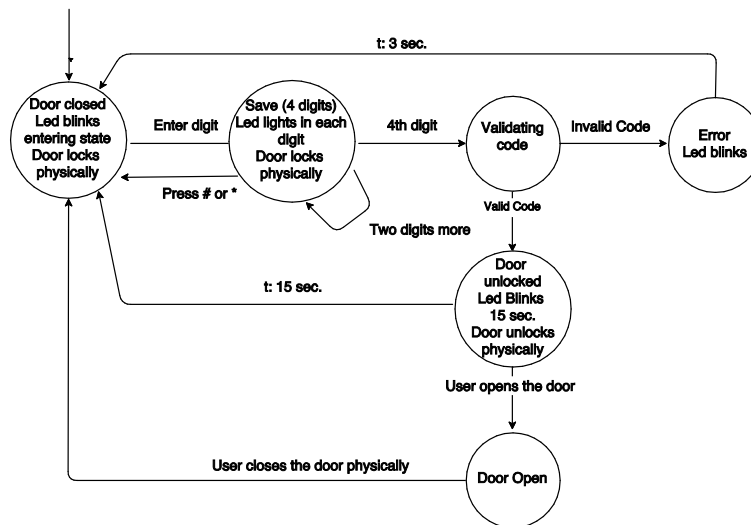 t: 3 sec.
Door closed
Led blinks
entering state
Door locks
physically
Enter digit
Save (4 digits)
Led lights in each
digit
Door locks
physically
4th digit
Validating
code
Invalid Code
Error
Led blinks
Press # or *
Two digits more
Valid Code
t: 15 sec.
Door
unlocked
Led Blinks
15 sec.
Door unlocks
physically
User opens the door
User closes the door physically
Door Open